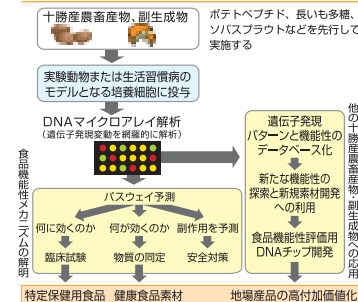 十勝産農畜産物、副生成物
ポテトペプチド、長いも多糖、
ソバスプラウトなどを先行して
実施する
実験動物または生活習慣病の
モデルとなる培養細胞に投与
DNAマイクロアレイ解析
（遺伝子発現変動を網羅的に解析）
食品機能性メカニズムの解明
パスウェイ予測
何に効くのか
何が効くのか
副作用を予測
臨床試験
物質の同定
安全対策
遺伝子発現
パターンと機能性の
データベース化
新たな機能性の
探索と新規素材開発
への利用
食品機能性評価用
DNAチップ開発
他の十勝産農畜産物・副生成物への応用
特定保健用食品
健康食品素材
地場産品の高付加価値化